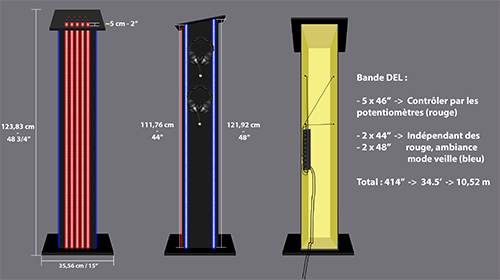 ~5 cm - 2"
123,83 cm
-
48 3/4"
111,76 cm
-
44"
121,92 cm
-
48"
35,56 cm / 15"
Bande DEL :
- 5 x 46" -> Contrôler par les
potentiomètres (rouge)
- 2 x 44" -> Indépendant des
- 2 x 48" rouge, ambiance
mode veille (bleu)
Total : 414" -> 34.5' -> 10,52 m